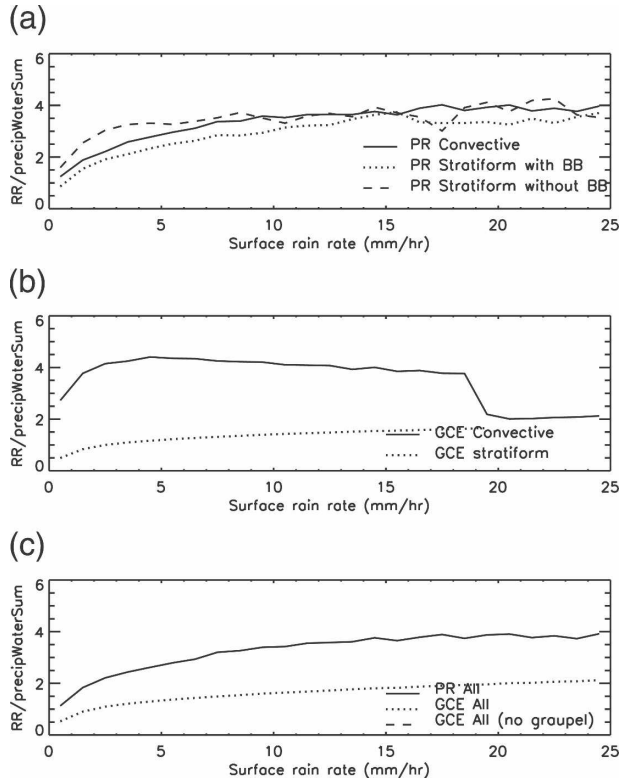 (a)
6
4
2
0
RR/precipWaterSum
PR Convective
PR Stratiform with BB
PR Stratiform without BB
0 5 10 15 20 25
Surface rain rate (mm/hr)
(b)
6
4
2
0
RR/precipWaterSum
GCE Convective
GCE stratiform
0 5 10 15 20 25
Surface rain rate (mm/hr)
(c)
6
4
2
0
RR/precipWaterSum
PR All
GCE All
GCE All (no graupel)
0 5 10 15 20 25
Surface rain rate (mm/hr)